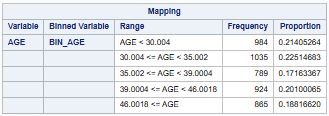 Mapping
Variable Binned Variable Range Frequency Proportion
AGE BIN_AGE AGE < 30.004 984 0.21405264
30.004 <= AGE < 35.002 1035 0.22514683
35.002 <= AGE < 39.0004 789 0.17163367
39.0004 <= AGE < 46.0018 924 0.20100065
46.0018 <= AGE 865 0.18816620